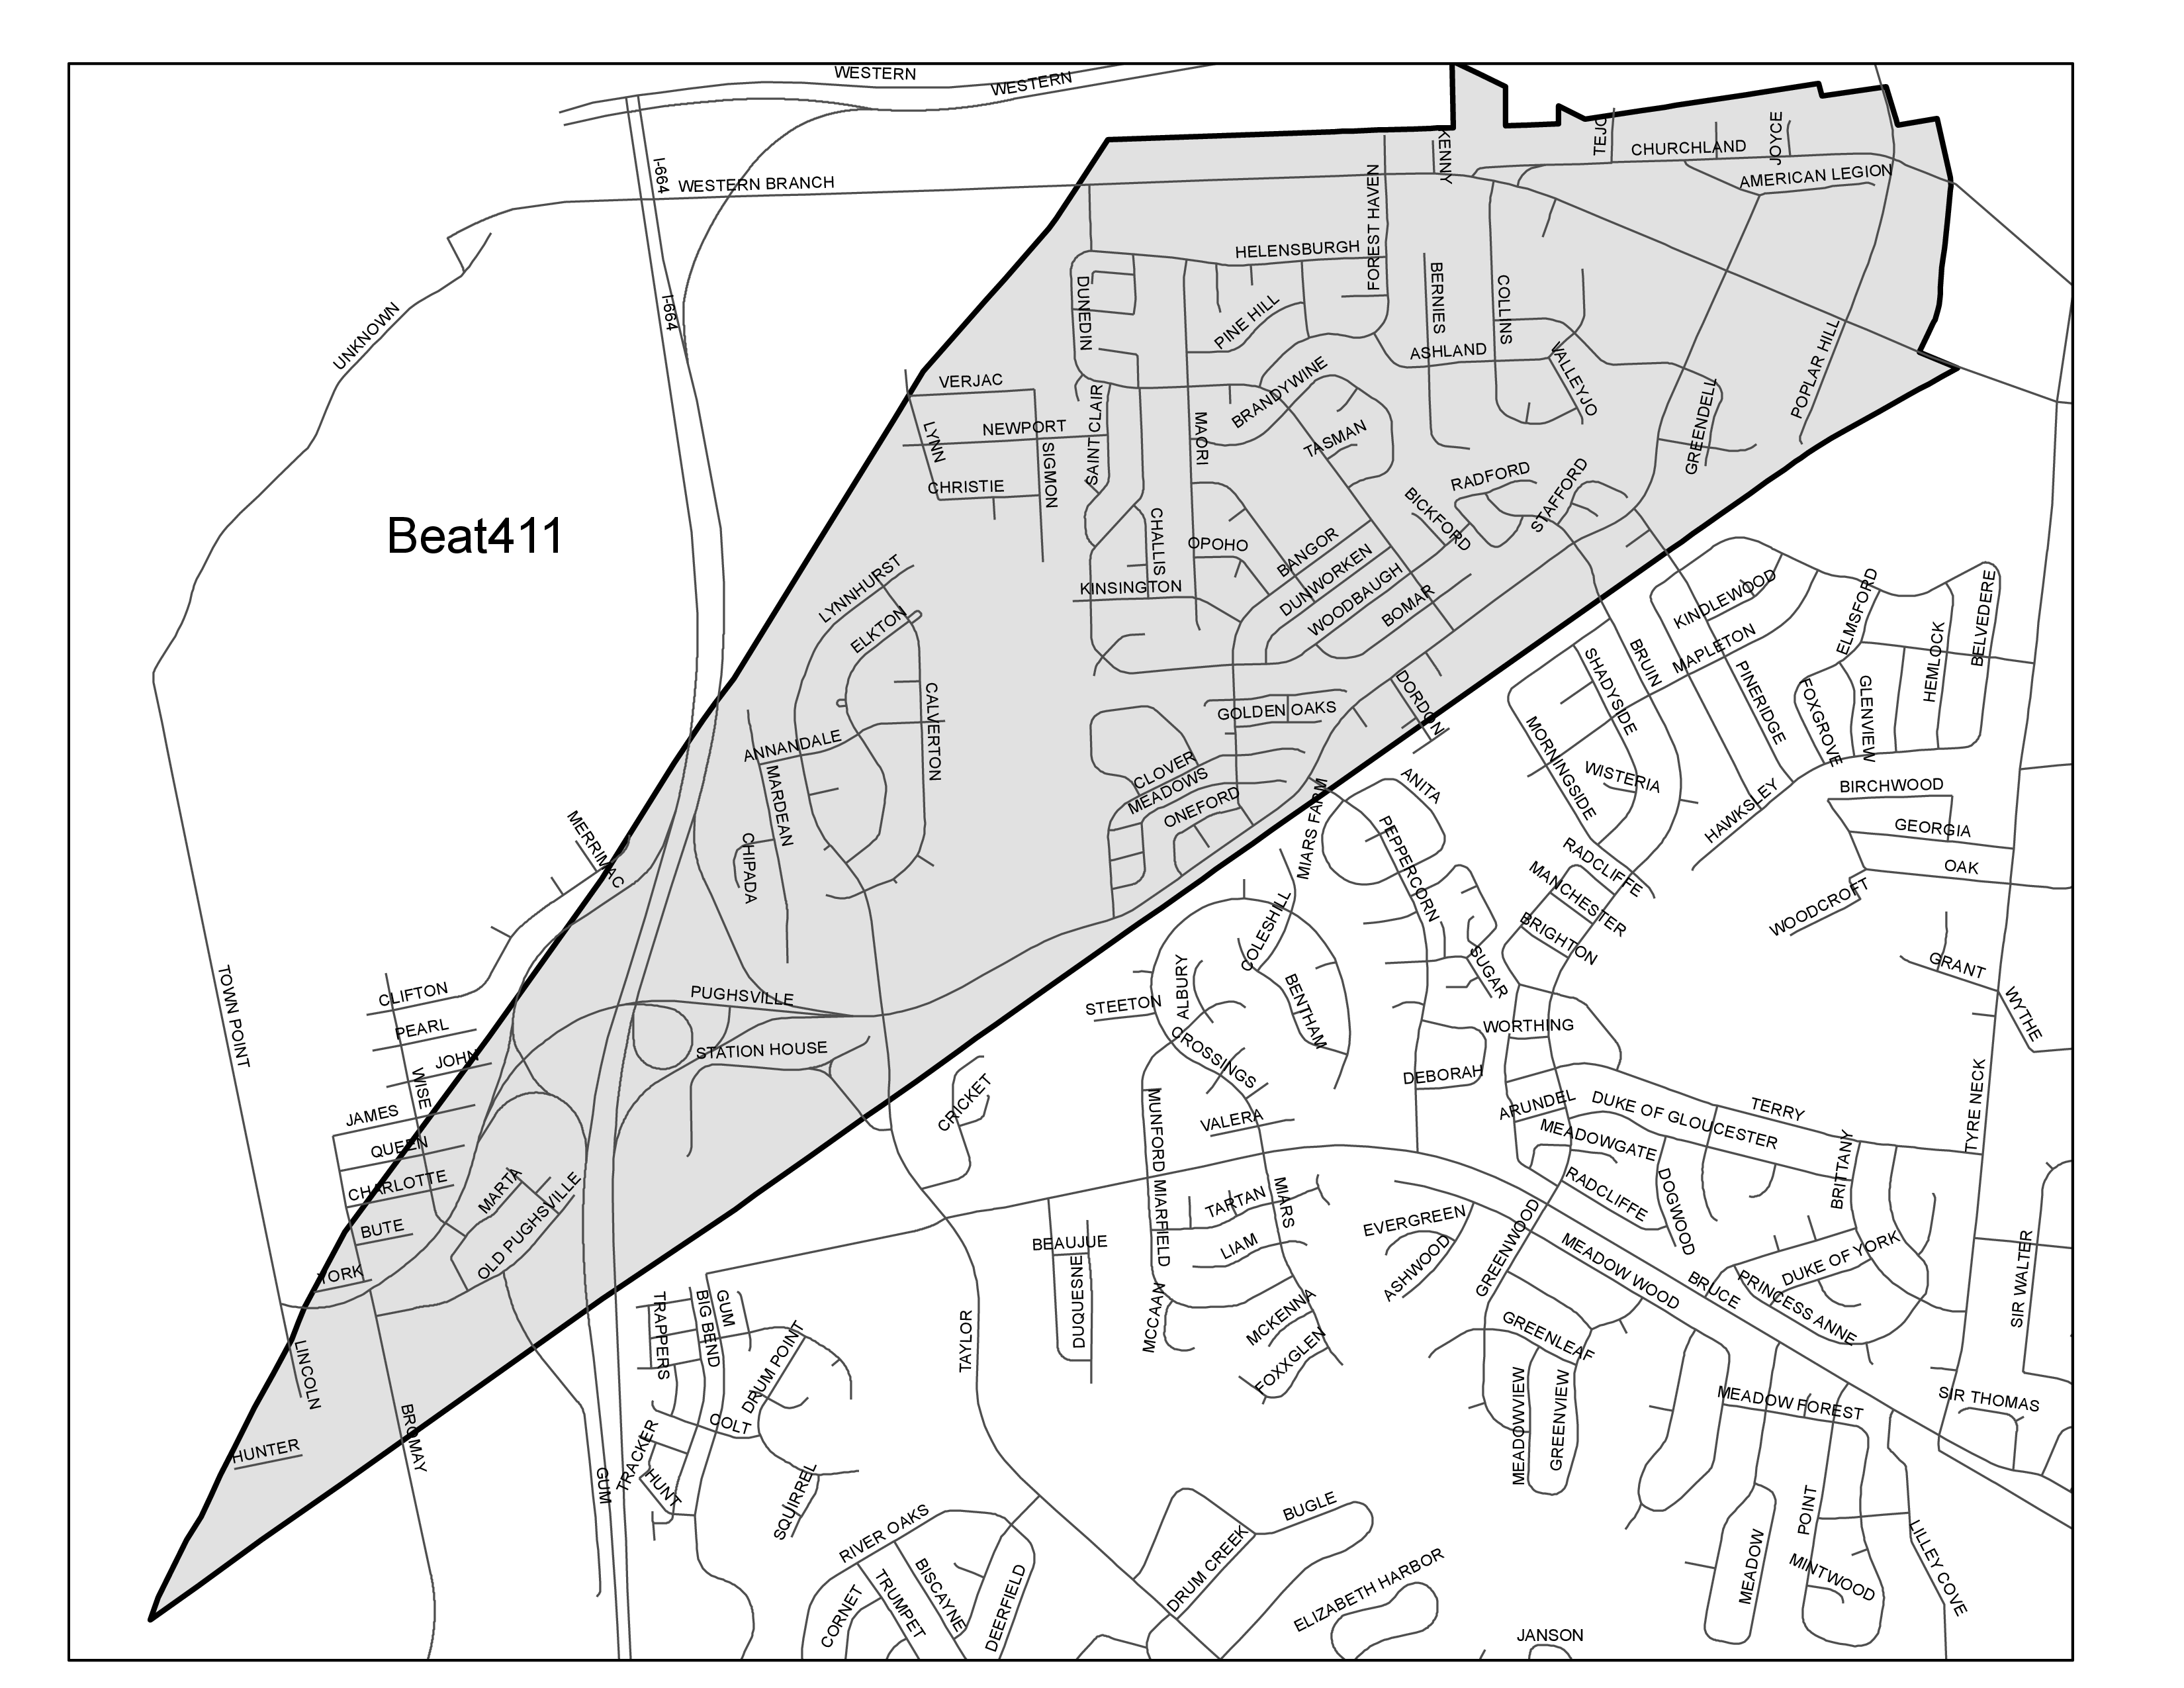 WESTERN
WESTERN
I-664
WESTERN BRANCH
KENNY
TEJO
CHURCHLAND
JOYCE
AMERICAN LEGION
FOREST HAVEN
HELENSBURGH
UNKNOWN
I-664
DUNEDIN
PINE HILL
BERNIES
COLLINS
ASHLAND
VALLEYJO
POPLAR HILL
VERJAC
BRANDYWINE
GREENDELL
LYNN
NEWPORT
SAINT CLAIR
MAORI
TASMAN
SIGMON
CHRISTIE
RADFORD
STAFFORD
BICKFORD
Beat411
CHALLIS
OPOHO
BANGOR
DUNWORKEN
WOODBAUGH
BOMAR
KINSINGTON
LYNNHURST
ELKTON
KINDLEWOOD
ELMSFORD
BELVEDERE
HEMLOCK
MAPLETON
BRUIN
SHADYSIDE
PINERIDGE
FOXGROVE
GLENVIEW
CALVERTON
GOLDEN OAKS
DORDON
MORNINGSIDE
ANNANDALE
MARDEAN
CLOVER
MEADOWS
ONEFORD
WISTERIA
HAWKSLEY
BIRCHWOOD
GEORGIA
OAK
WOODCROFT
ANITA
MIARS FARM
PEPPERCORN
MERRIMAC
CHIPADA
RADCLIFFE
MANCHESTER
BRIGHTON
COLESHILL
SUGAR
GRANT
WYTHE
TOWN POINT
CLIFTON
PEARL
JOHN
WISE
PUGHSVILLE
STATION HOUSE
STEETON
ALBURY
BENTHAM
CROSSINGS
WORTHING
DEBORAH
CRICKET
JAMES
QUEEN
CHARLOTTE
BUTE
YORK
MARTA
OLD PUGHSVILLE
MUNFORD
VALERA
ARUNDEL
DUKE OF GLOUCESTER
TERRY
TYRE NECK
MEADOWGATE
RADCLIFFE
DOGWOOD
BRITTANY
MIARFIELD
TARTAN
MIARS
LIAM
EVERGREEN
ASHWOOD
GREENWOOD
MEADOW WOOD
BRUCE
DUKE OF YORK
PRINCESS ANNE
SIR WALTER
BEAUJUE
DUQUESNE
MCCAAN
MCKENNA
FOXXGLEN
TAYLOR
TRAPPERS
BIG BEND
GUM
DRUM POINT
COLT
TRACKER
HUNT
SQUIRREL
LINCOLN
HUNTER
BROMAY
GUM
GREENLEAF
MEADOWVIEW
GREENVIEW
MEADOW FOREST
SIR THOMAS
RIVER OAKS
CORNET
TRUMPET
BISCAYNE
DEERFIELD
DRUM CREEK
BUGLE
ELIZABETH HARBOR
JANSON
MEADOW
POINT
MINTWOOD
LILLEY COVE